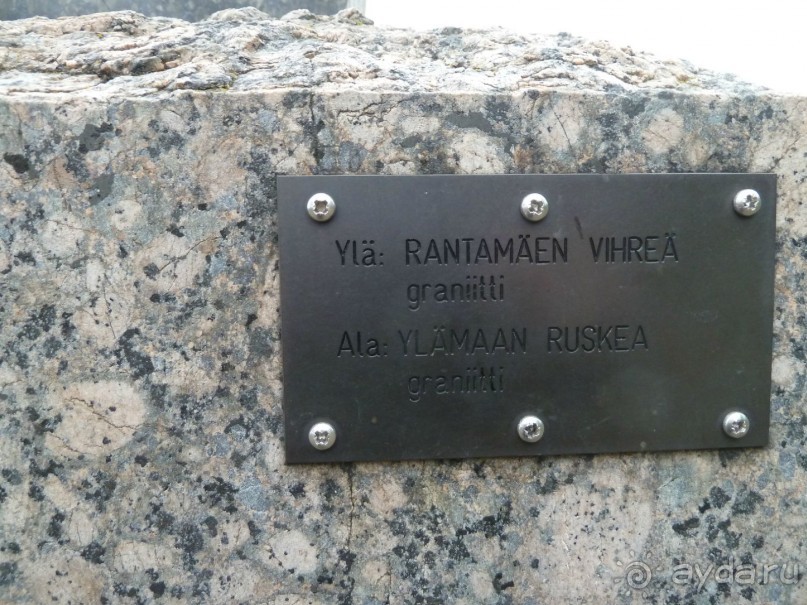 Ylä: RANTAMÄEN VIHREÄ
graniitti
Ala: YLÄMAAN RUSKEA
graniitti
ayda.ru